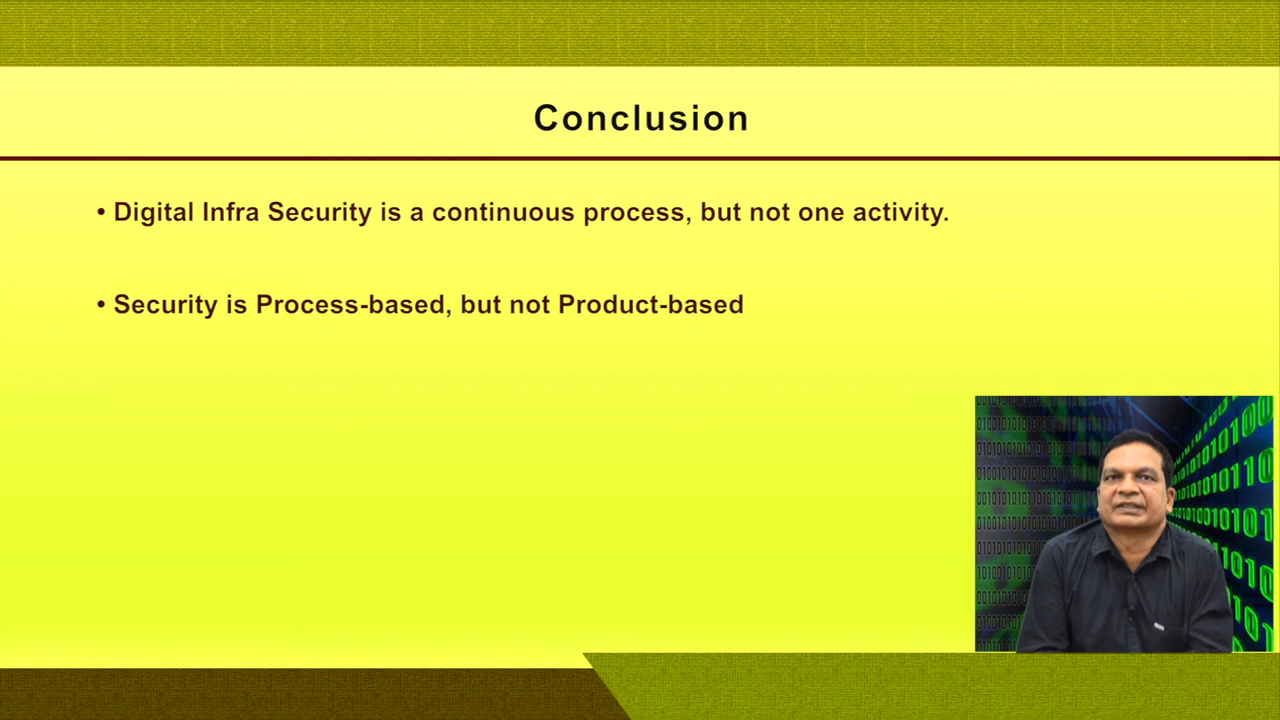 Conclusion
• Digital Infra Security is a continuous process, but not one activity.
• Security is Process-based, but not Product-based